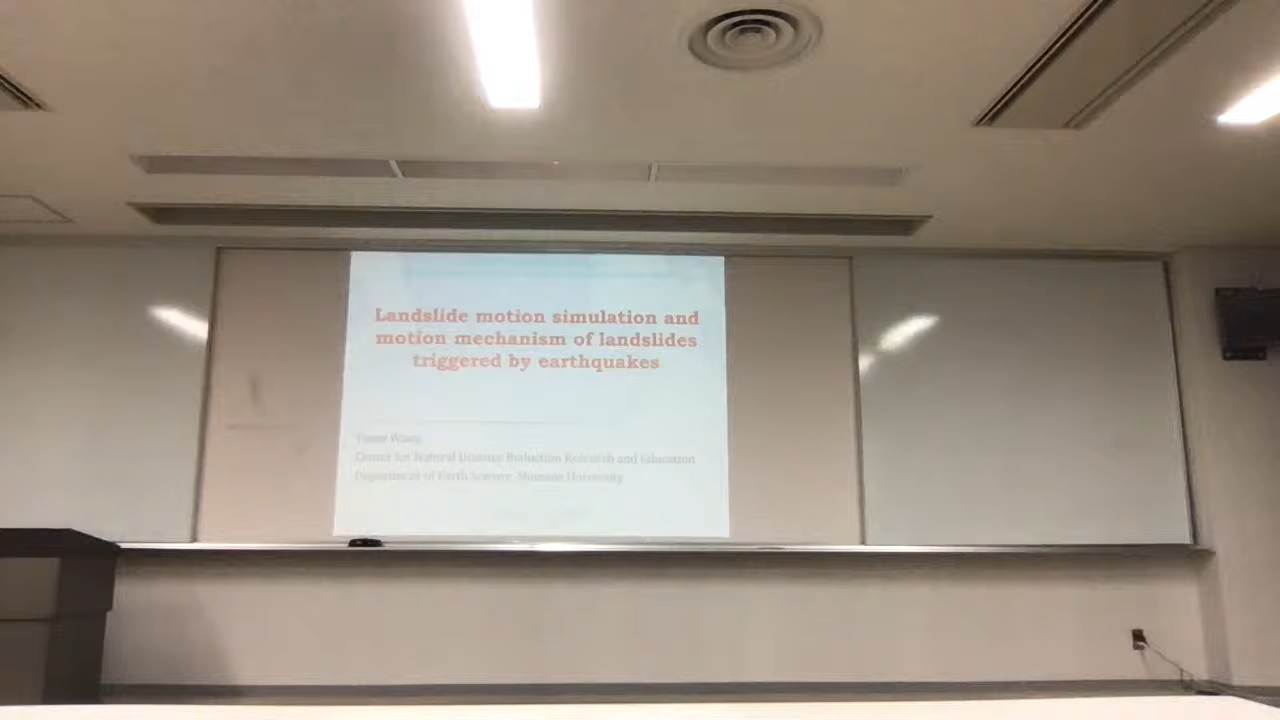 Landslide motion simulation and
motion mechanism of landslides
triggered by earthquakes
Center for Natural Disaster Reduction Research and Education
Department of Earth Science, Shimane University